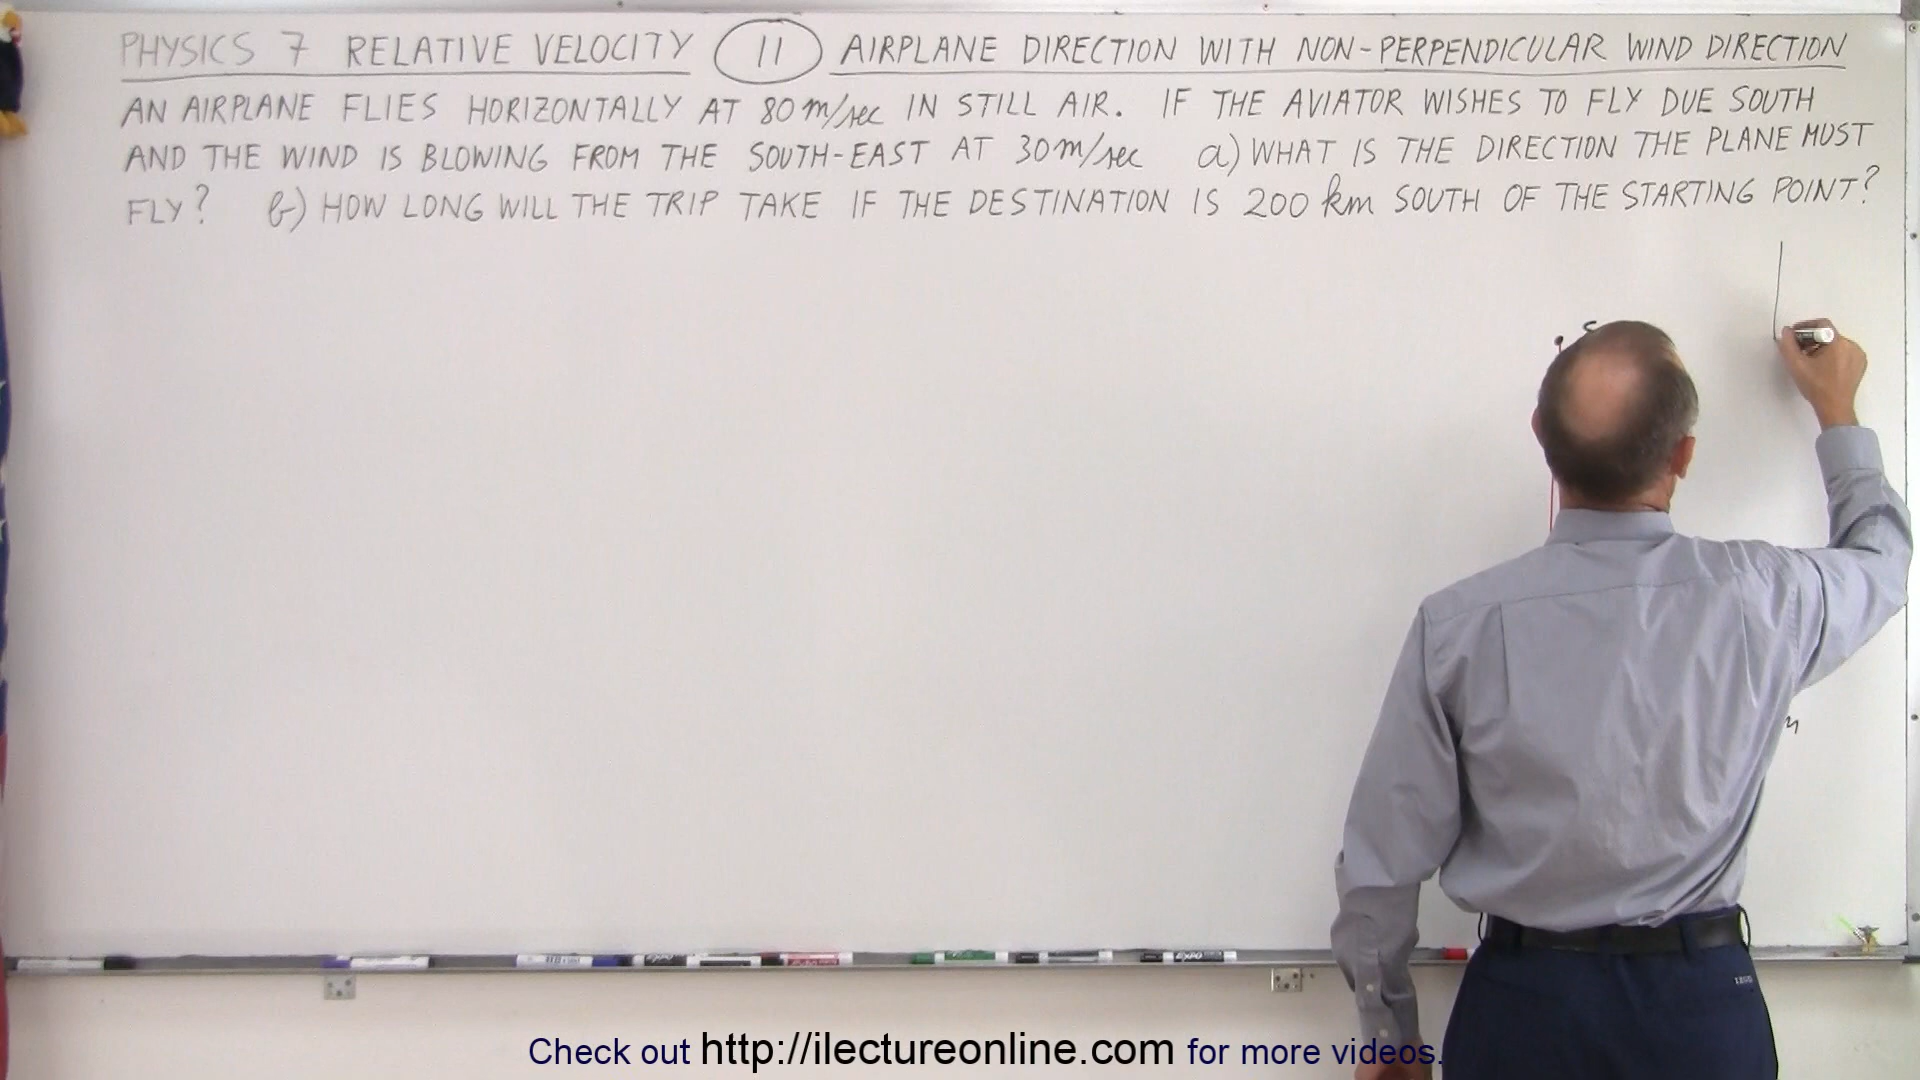 PHYSICS 7 RELATIVE VELOCITY 11 AIRPLANE DIRECTION WITH NON-PERPENDICULAR WIND DIRECTION
AN AIRPLANE FLIES HORIZONTALLY AT 80 m/sec IN STILL AIR. IF THE AVIATOR WISHES TO FLY DUE SOUTH
AND THE WIND IS BLOWING FROM THE SOUTH-EAST AT 30 m/sec a) WHAT IS THE DIRECTION THE PLANE MUST
FLY? b) HOW LONG WILL THE TRIP TAKE IF THE DESTINATION IS 200 km SOUTH OF THE STARTING POINT?
EXPO
Check out http://ilectureonline.com for more videos.